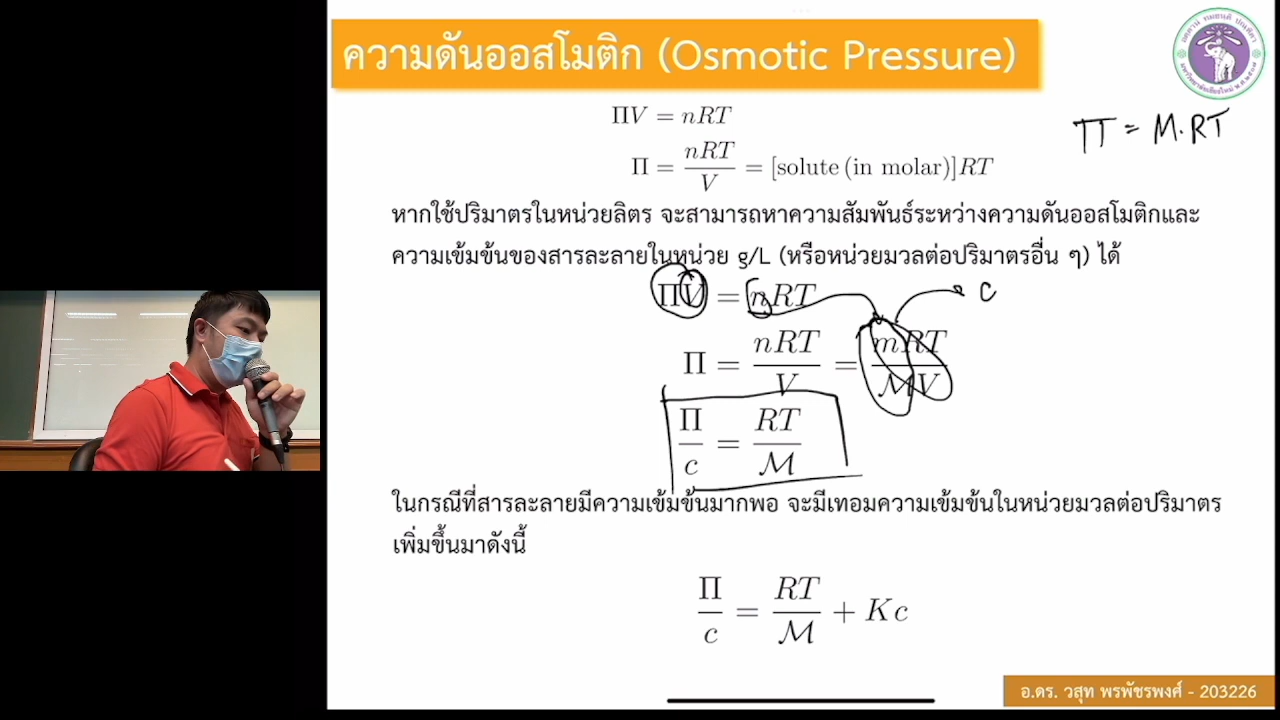 ความดันออสโมติก (Osmotic Pressure)
ΠV = nRT
Π = nRT/V = [solute (in molar)]RT
Π = M·RT
หากใช้ปริมาตรในหน่วยลิตร จะสามารถหาความสัมพันธ์ระหว่างความดันออสโมติกและ
ความเข้มข้นของสารละลายในหน่วย g/L (หรือหน่วยมวลต่อปริมาตรอื่น ๆ) ได้
ΠV = nRT
c
Π = nRT/V = mRT/ℳV
Π/c = RT/ℳ
ในกรณีที่สารละลายมีความเข้มข้นมากพอ จะมีเทอมความเข้มข้นในหน่วยมวลต่อปริมาตร
เพิ่มขึ้นมาดังนี้
Π/c = RT/ℳ + Kc
อ.ดร. วสุท พรพัชรพงศ์ - 203226